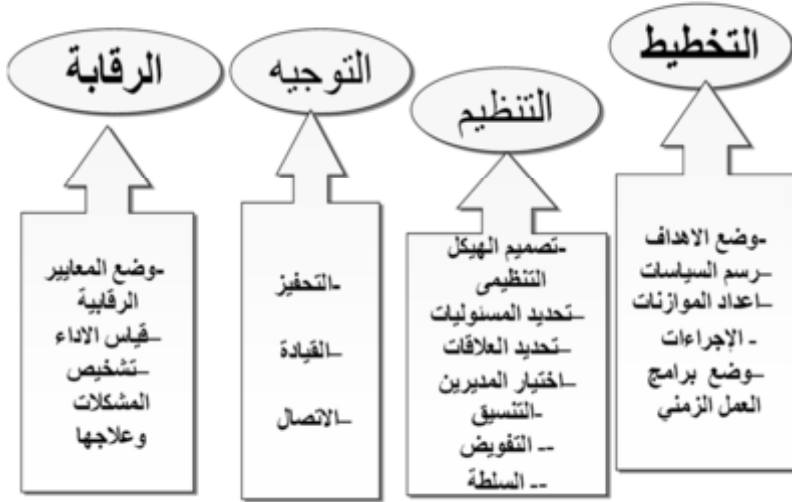 التخطيط
-وضع الاهداف
–رسم السياسات
–اعداد الموازنات
- الإجراءات
–وضع برامج
العمل الزمني
التنظيم
-تصميم الهيكل
التنظيمى
–تحديد المسئوليات
–تحديد العلاقات
–اختيار المديرين
-التنسيق
-- التفويض
-- السلطة
التوجيه
-التحفيز
–القيادة
–الاتصال
الرقابة
-وضع المعايير
الرقابية
–قياس الاداء
–تشخيص
المشكلات
وعلاجها